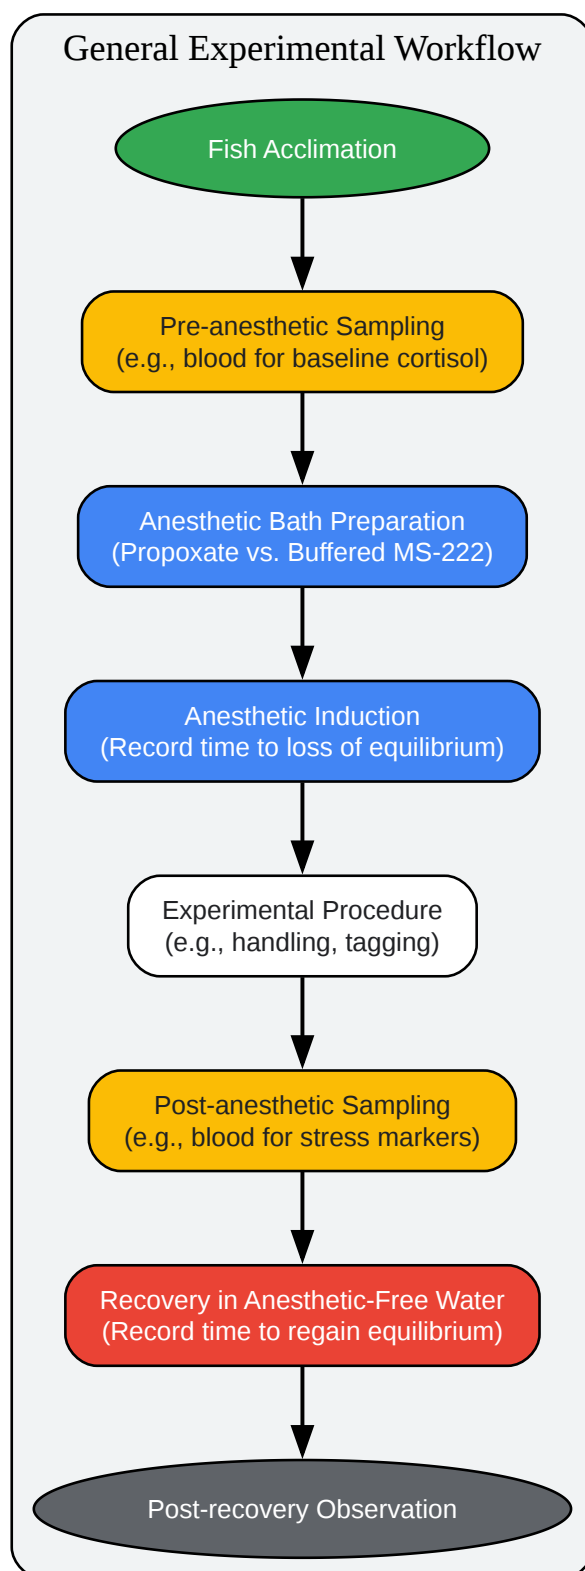 General Experimental Workflow
Fish Acclimation
Pre-anesthetic Sampling
(e.g., blood for baseline cortisol)
Anesthetic Bath Preparation
(Propoxate vs. Buffered MS-222)
Anesthetic Induction
(Record time to loss of equilibrium)
Experimental Procedure
(e.g., handling, tagging)
Post-anesthetic Sampling
(e.g., blood for stress markers)
Recovery in Anesthetic-Free Water
(Record time to regain equilibrium)
Post-recovery Observation